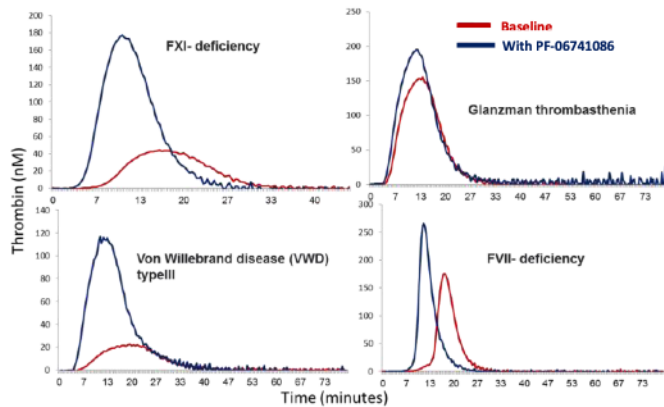 Thrombin (nM)
Time (minutes)
180
160
140
120
100
80
60
40
20
0
FXI- deficiency
0 7 13 20 27 33 40
Baseline
With PF-06741086
250
200
150
100
50
0
Glanzman thrombasthenia
0 7 13 20 27 33 40 47 53 60 67 73
140
120
100
80
60
40
20
0
Von Willebrand disease (VWD)
typeIII
0 7 13 20 27 33 40 47 53 60 67 73
300
250
200
150
100
50
0
FVII- deficiency
0 7 13 20 27 33 40 47 53 60 67 73